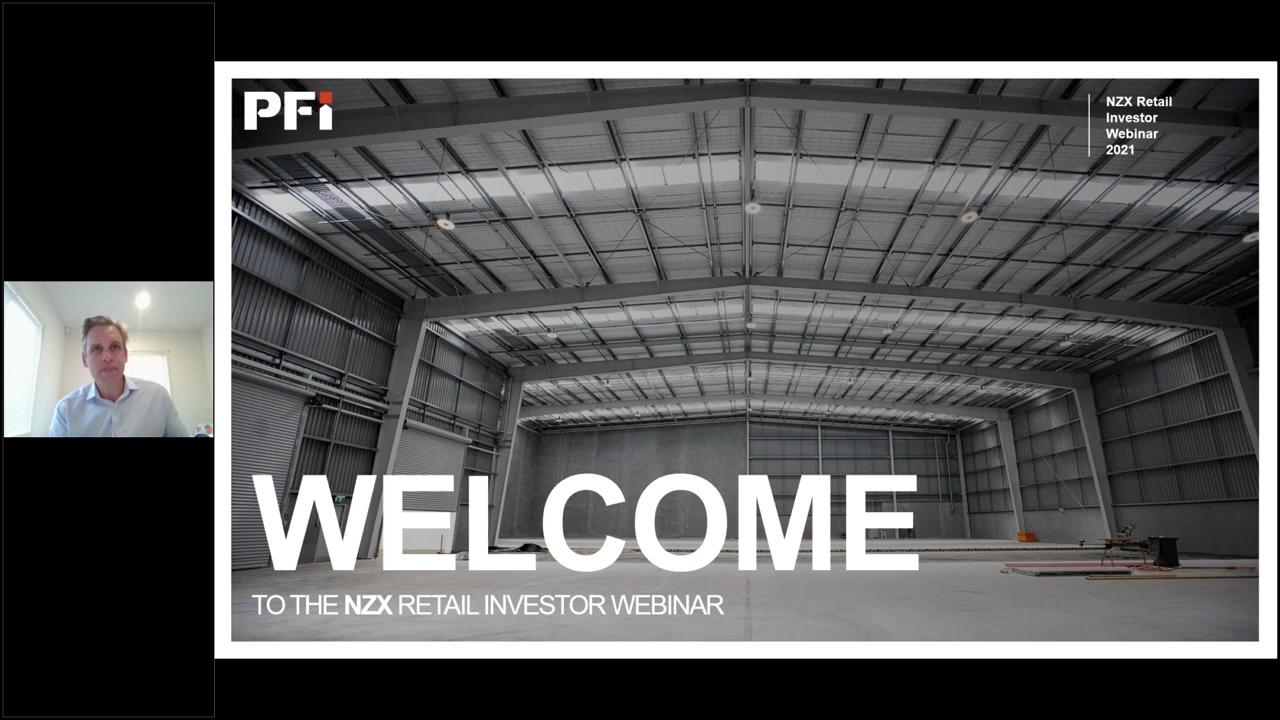 PFi
NZX Retail
Investor
Webinar
2021
WELCOME
TO THE NZX RETAIL INVESTOR WEBINAR